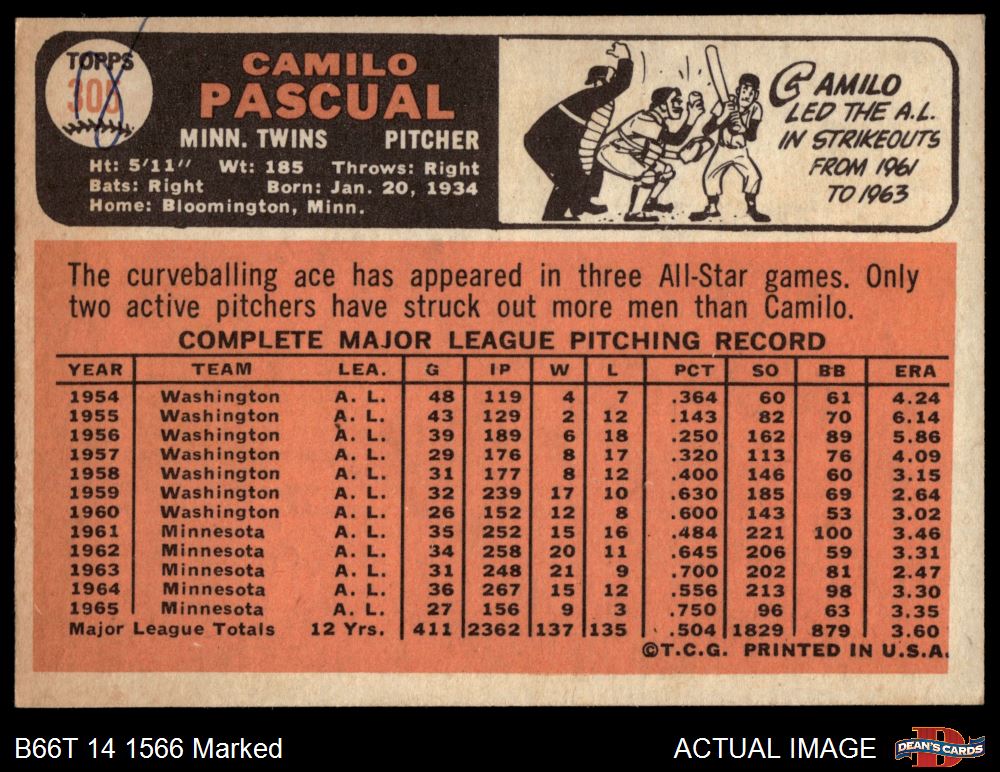 TOPPS
305
CAMILO
PASCUAL
MINN. TWINS PITCHER
Ht: 5'11" Wt: 185 Throws: Right
Bats: Right Born: Jan. 20, 1934
Home: Bloomington, Minn.
CAMILO
LED THE A.L.
IN STRIKEOUTS
FROM 1961
TO 1963
The curveballing ace has appeared in three All-Star games. Only
two active pitchers have struck out more men than Camilo.
COMPLETE MAJOR LEAGUE PITCHING RECORD
YEAR TEAM LEA. G IP W L PCT SO BB ERA
1954 Washington A. L. 48 119 4 7 .364 60 61 4.24
1955 Washington A. L. 43 129 2 12 .143 82 70 6.14
1956 Washington A. L. 39 189 6 18 .250 162 89 5.86
1957 Washington A. L. 29 176 8 17 .320 113 76 4.09
1958 Washington A. L. 31 177 8 12 .400 146 60 3.15
1959 Washington A. L. 32 239 17 10 .630 185 69 2.64
1960 Washington A. L. 26 152 12 8 .600 143 53 3.02
1961 Minnesota A. L. 35 252 15 16 .484 221 100 3.46
1962 Minnesota A. L. 34 258 20 11 .645 206 59 3.31
1963 Minnesota A. L. 31 248 21 9 .700 202 81 2.47
1964 Minnesota A. L. 36 267 15 12 .556 213 98 3.30
1965 Minnesota A. L. 27 156 9 3 .750 96 63 3.35
Major League Totals 12 Yrs. 411 2362 137 135 .504 1829 879 3.60
©T.C.G. PRINTED IN U.S.A.
B66T 14 1566 Marked
ACTUAL IMAGE
DEAN'S CARDS